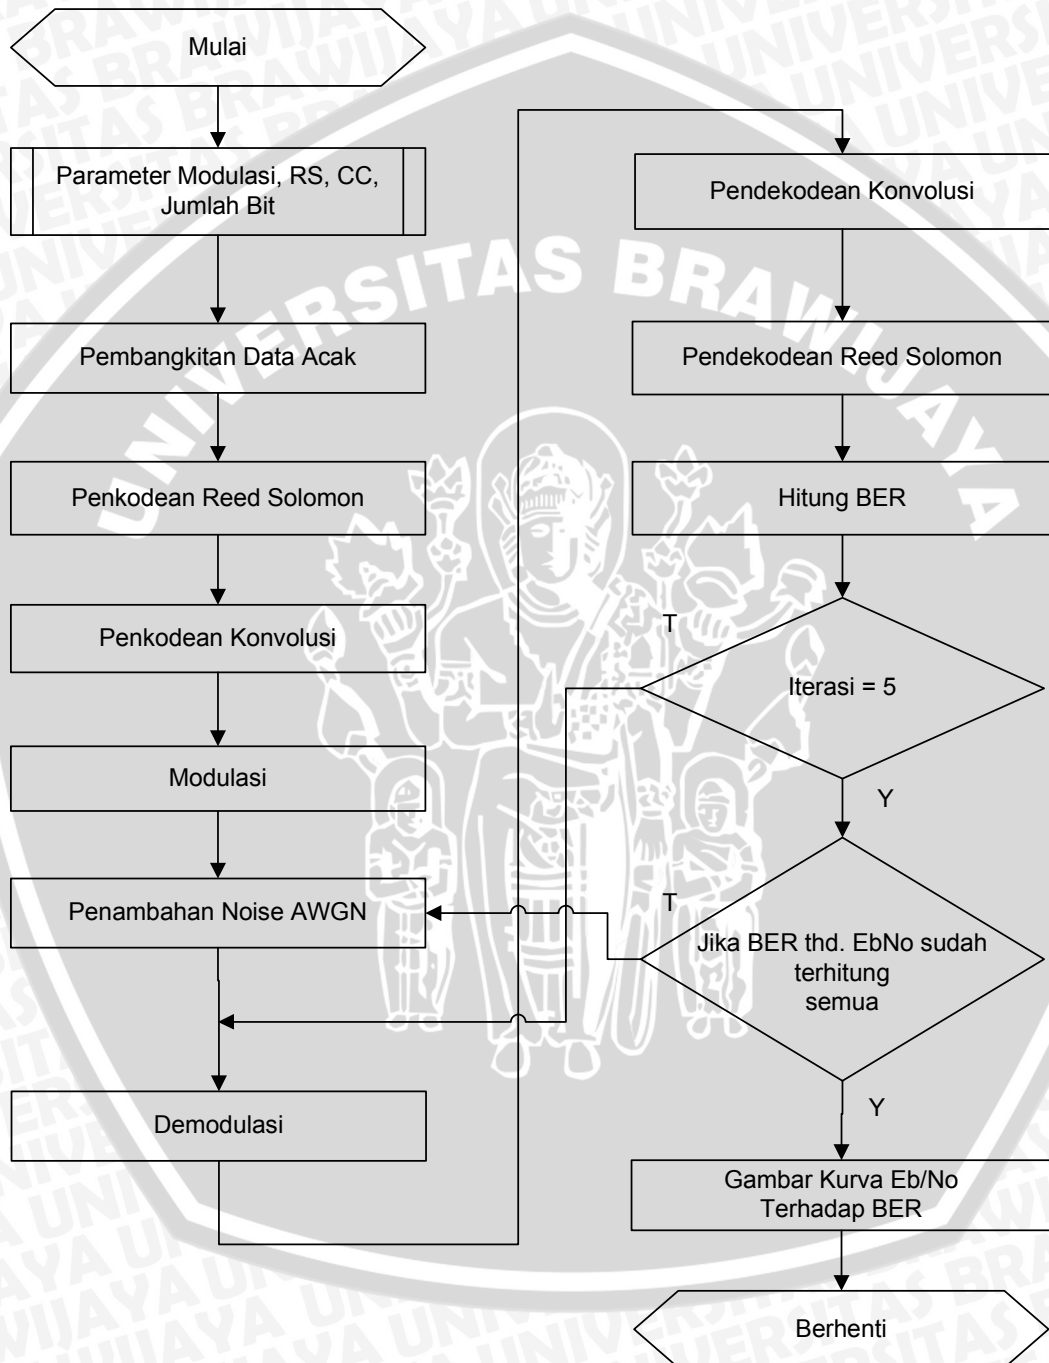 Mulai
Parameter Modulasi, RS, CC,
Jumlah Bit
Pembangkitan Data Acak
Penkodean Reed Solomon
Penkodean Konvolusi
Modulasi
Penambahan Noise AWGN
Demodulasi
Pendekodean Konvolusi
Pendekodean Reed Solomon
Hitung BER
T
Iterasi = 5
Y
T
Jika BER thd. EbNo sudah
terhitung
semua
Y
Gambar Kurva Eb/No
Terhadap BER
Berhenti
UNIVERSITAS BRAWIJAYA